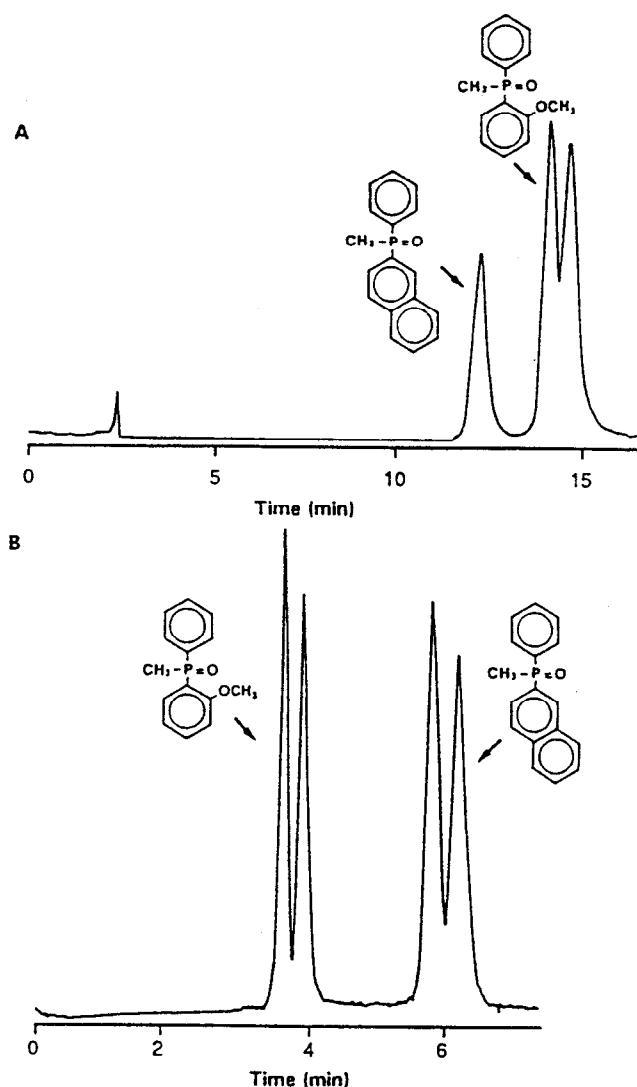 A
CH₃-P=O
OCH₃
CH₃-P=O
0 5 10 15
Time (min)
B
CH₃-P=O
OCH₃
CH₃-P=O
0 2 4 6
Time (min)